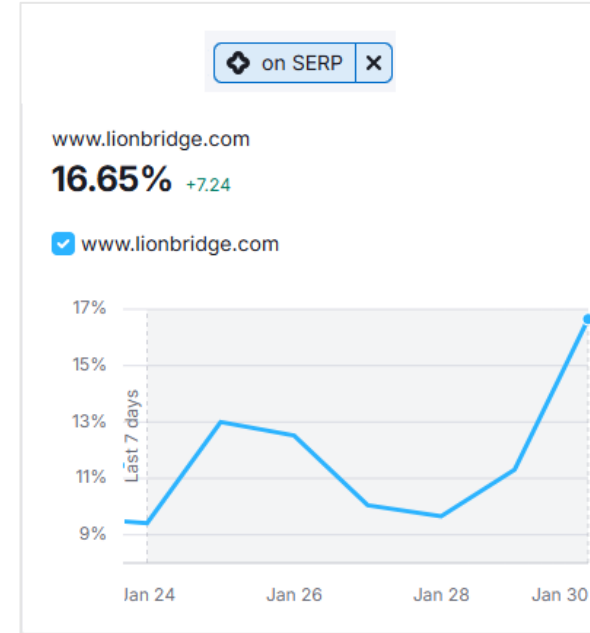 on SERP
www.lionbridge.com
16.65% +7.24
www.lionbridge.com
17%
15%
13%
11%
9%
Last 7 days
Jan 24 Jan 26 Jan 28 Jan 30